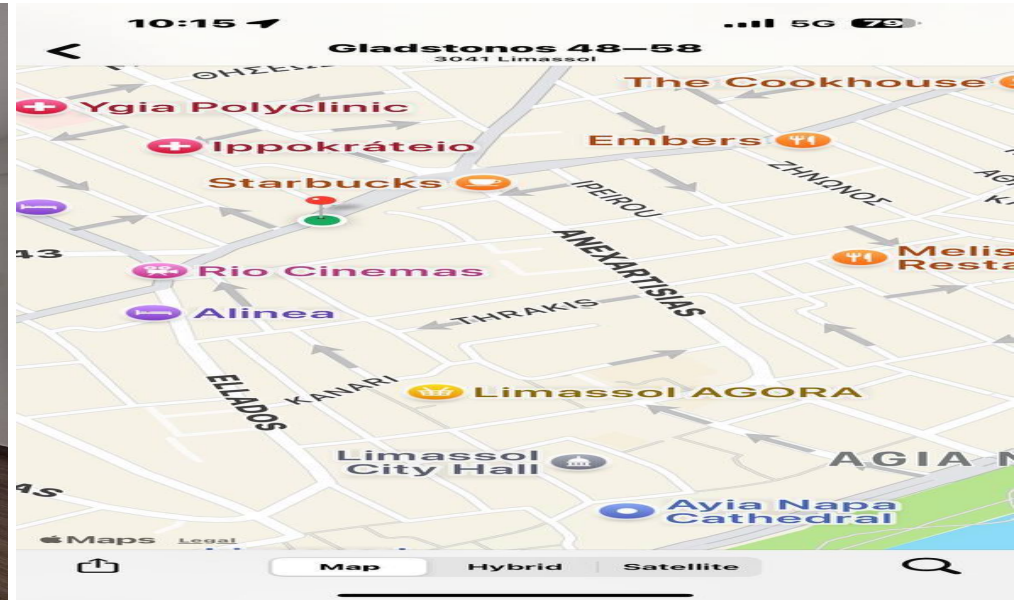 10:15
5G 79
Gladstonos 48–58
3041 Limassol
ΘΗΣΕΩΣ
The Cookhouse
Ygia Polyclinic
Ippokráteio
Embers
Starbucks
ΖΗΝΩΝΟΣ
IPEIROU
ANEXARTISIAS
43
Rio Cinemas
Melis
Resta
Alinea
THRAKIS
ELLADOS
KANARI
Limassol AGORA
Limassol
City Hall
AGIA N
Ayia Napa
Cathedral
Maps Legal
Map Hybrid Satellite